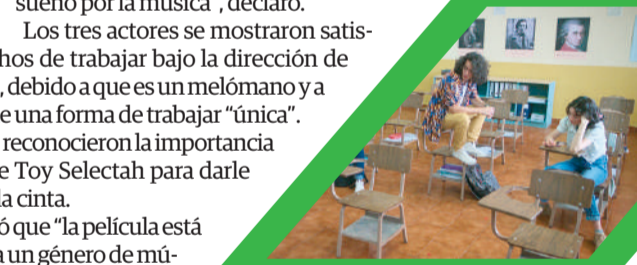 sueño por la música", declaró.
Los tres actores se mostraron satis-
hos de trabajar bajo la dirección de
, debido a que es un melómano y a
e una forma de trabajar “única”.
reconocieron la importancia
e Toy Selectah para darle
la cinta.
ó que “la película está
a un género de mú-